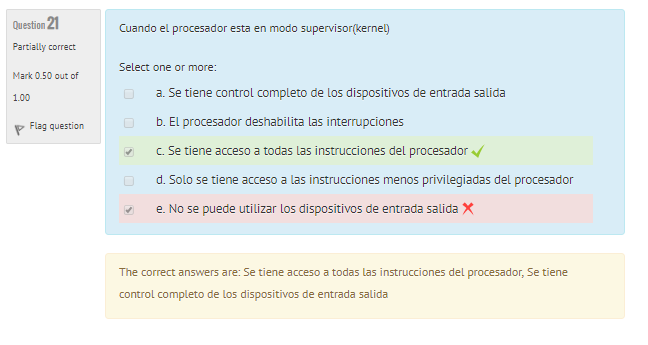 Question 21
Partially correct
Mark 0.50 out of
1.00
Flag question
Cuando el procesador esta en modo supervisor(kernel)
Select one or more:
a. Se tiene control completo de los dispositivos de entrada salida
b. El procesador deshabilita las interrupciones
c. Se tiene acceso a todas las instrucciones del procesador
d. Solo se tiene acceso a las instrucciones menos privilegiadas del procesador
e. No se puede utilizar los dispositivos de entrada salida
The correct answers are: Se tiene acceso a todas las instrucciones del procesador, Se tiene
control completo de los dispositivos de entrada salida